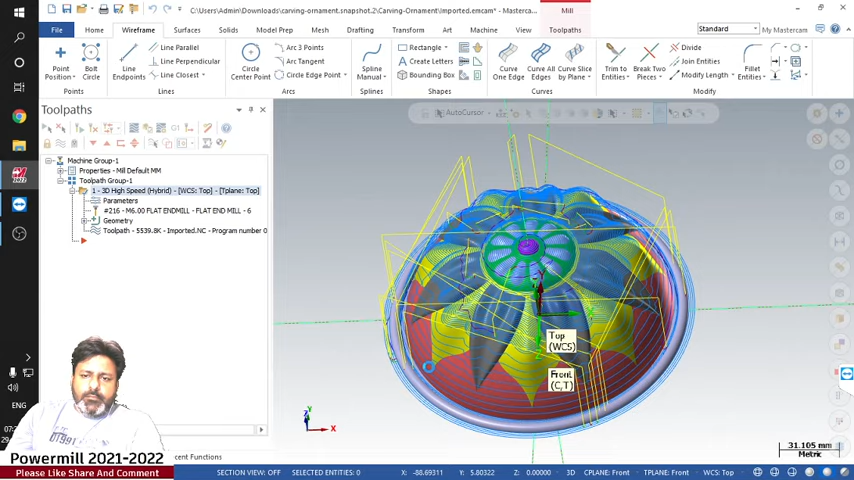 C:\Users\Admin\Downloads\carving-ornament.snapshot.2\Carving-Ornament\Imported.emcam* - Mastercam
Mill
File
Home
Wireframe
Surfaces
Solids
Model Prep
Mesh
Drafting
Transform
Machine
View
Toolpaths
Standard
My Mastercam
Point Position
Bolt Circle
Points
Line Endpoints
Line Parallel
Line Perpendicular
Line Closest
Lines
Circle Center Point
Arc 3 Points
Arc Tangent
Circle Edge Point
Arcs
Spline Manual
Splines
Rectangle
Create Letters
Bounding Box
Shapes
Curve One Edge
Curve All Edges
Curve Slice by Plane
Curves
Trim to Entities
Break Two Pieces
Divide
Join Entities
Modify Length
Fillet Entities
Modify
Toolpaths
AutoCursor
Machine Group-1
Properties - Mill Default MM
Toolpath Group-1
1 - 3D High Speed (Hybrid) - [WCS: Top] - [Tplane: Top]
Parameters
#216 - M6.00 FLAT ENDMILL - FLAT END MILL - 6
Geometry
Toolpath - 5539.8K - Imported.NC - Program number 0
Top
(WCS)
Front
(C,T)
X
Y
Z
ENG
31.105 mm
Metric
Powermill 2021-2022
cent Functions
Please Like Share And Comment
SECTION VIEW: OFF
SELECTED ENTITIES: 0
X: -88.69311
Y: 5.80322
Z: 0.00000
3D
CPLANE: Front
TPLANE: Front
WCS: Top